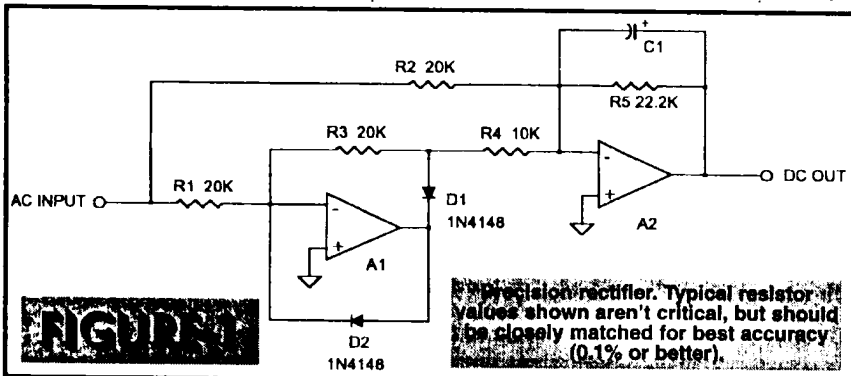 C1
R2 20K
R5 22.2K
R3 20K
R4 10K
R1 20K
AC INPUT
D1
1N4148
DC OUT
A1
A2
D2
1N4148
FIGURE 1
Precision rectifier. Typical resistor
values shown aren't critical, but should
be closely matched for best accuracy
(0.1% or better).